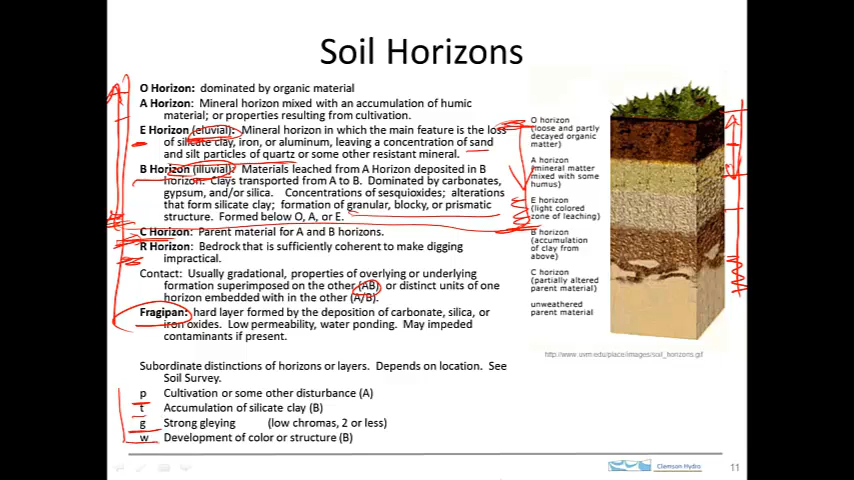 Soil Horizons
O Horizon: dominated by organic material
A Horizon: Mineral horizon mixed with an accumulation of humic
material; or properties resulting from cultivation.
E Horizon (eluvial): Mineral horizon in which the main feature is the loss
of silicate clay, iron, or aluminum, leaving a concentration of sand
and silt particles of quartz or some other resistant mineral.
B Horizon (illuvial): Materials leached from A Horizon deposited in B
horizon. Clays transported from A to B. Dominated by carbonates,
gypsum, and/or silica. Concentrations of sesquioxides; alterations
that form silicate clay; formation of granular, blocky, or prismatic
structure. Formed below O, A, or E.
C Horizon: Parent material for A and B horizons.
R Horizon: Bedrock that is sufficiently coherent to make digging
impractical.
Contact: Usually gradational, properties of overlying or underlying
formation superimposed on the other (AB) or distinct units of one
horizon embedded with in the other (A/B).
Fragipan: hard layer formed by the deposition of carbonate, silica, or
iron oxides. Low permeability, water ponding. May impeded
contaminants if present.
Subordinate distinctions of horizons or layers. Depends on location. See
Soil Survey.
p Cultivation or some other disturbance (A)
t Accumulation of silicate clay (B)
g Strong gleying (low chromas, 2 or less)
w Development of color or structure (B)
O horizon
(loose and partly
decayed organic
matter)
A horizon
(mineral matter
mixed with some
humus)
E horizon
(light colored
zone of leaching)
B horizon
(accumulation
of clay from
above)
C horizon
(partially altered
parent material)
unweathered
parent material
http://www.usm.edu/place/images/soil_horizons.gif
Clemson Hydro
11